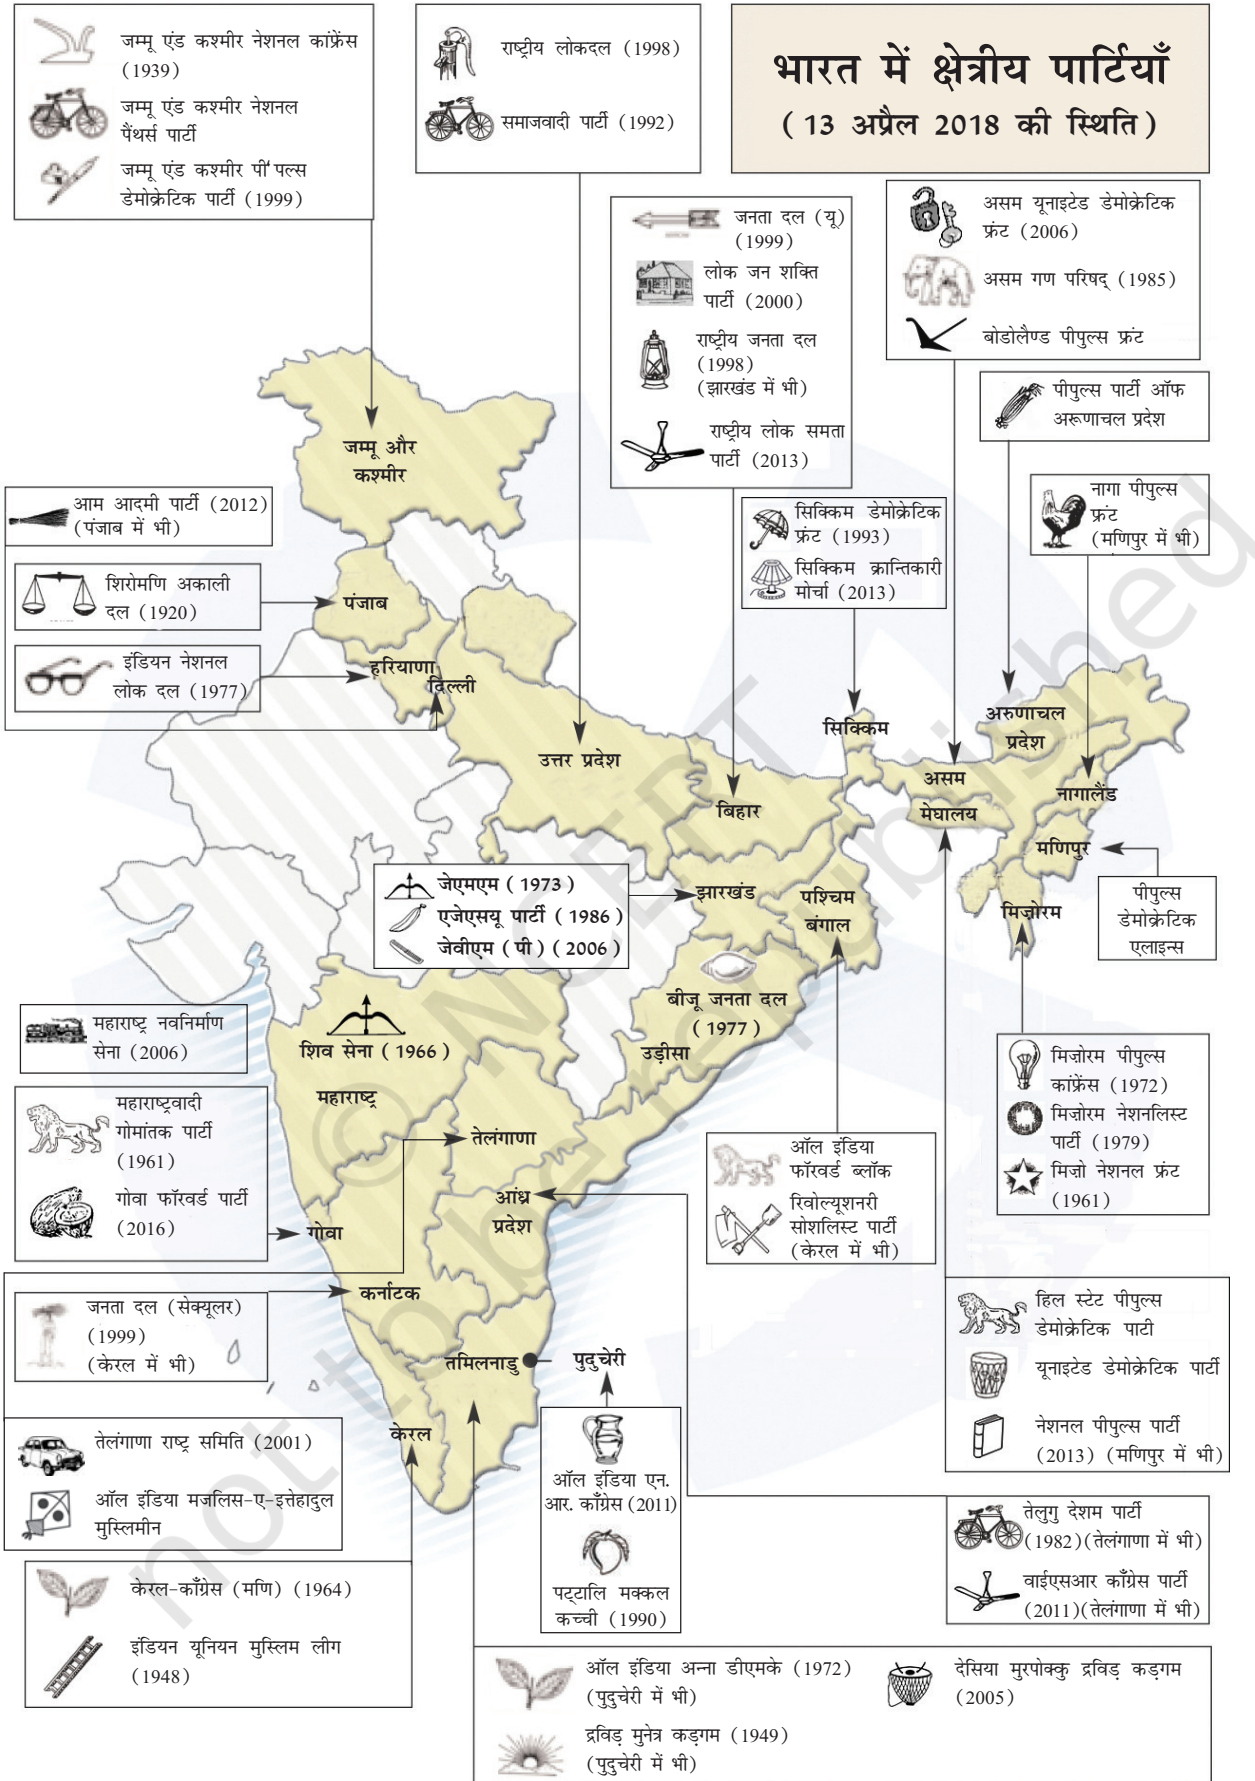 भारत में क्षेत्रीय पार्टियाँ
(13 अप्रैल 2018 की स्थिति)
जम्मू एंड कश्मीर नेशनल कांफ्रेंस
(1939)
जम्मू एंड कश्मीर नेशनल
पैंथर्स पार्टी
जम्मू एंड कश्मीर पी'पल्स
डेमोक्रेटिक पार्टी (1999)
राष्ट्रीय लोकदल (1998)
समाजवादी पार्टी (1992)
जनता दल (यू)
(1999)
लोक जन शक्ति
पार्टी (2000)
राष्ट्रीय जनता दल
(1998)
(झारखंड में भी)
राष्ट्रीय लोक समता
पार्टी (2013)
असम यूनाइटेड डेमोक्रेटिक
फ्रंट (2006)
असम गण परिषद् (1985)
बोडोलैण्ड पीपुल्स फ्रंट
पीपुल्स पार्टी ऑफ
अरूणाचल प्रदेश
नागा पीपुल्स
फ्रंट
(मणिपुर में भी)
सिक्किम डेमोक्रेटिक
फ्रंट (1993)
सिक्किम क्रान्तिकारी
मोर्चा (2013)
आम आदमी पार्टी (2012)
(पंजाब में भी)
शिरोमणि अकाली
दल (1920)
इंडियन नेशनल
लोक दल (1977)
जम्मू और
कश्मीर
पंजाब
हरियाणा
दिल्ली
उत्तर प्रदेश
बिहार
सिक्किम
अरुणाचल
प्रदेश
असम
मेघालय
नागालैंड
मणिपुर
मिज़ोरम
झारखंड
पश्चिम
बंगाल
जेएमएम (1973)
एजेएसयू पार्टी (1986)
जेवीएम (पी) (2006)
पीपुल्स
डेमोक्रेटिक
एलाइन्स
बीजू जनता दल
(1977)
उड़ीसा
महाराष्ट्र नवनिर्माण
सेना (2006)
शिव सेना (1966)
महाराष्ट्र
महाराष्ट्रवादी
गोमांतक पार्टी
(1961)
गोवा फॉरवर्ड पार्टी
(2016)
तेलंगाणा
आंध्र
प्रदेश
गोवा
कर्नाटक
ऑल इंडिया
फॉरवर्ड ब्लॉक
रिवोल्यूशनरी
सोशलिस्ट पार्टी
(केरल में भी)
मिज़ोरम पीपुल्स
कांफ्रेंस (1972)
मिज़ोरम नेशनलिस्ट
पार्टी (1979)
मिज़ो नेशनल फ्रंट
(1961)
जनता दल (सेक्यूलर)
(1999)
(केरल में भी)
तमिलनाडु
पुदुचेरी
केरल
हिल स्टेट पीपुल्स
डेमोक्रेटिक पाटी
यूनाइटेड डेमोक्रेटिक पार्टी
नेशनल पीपुल्स पार्टी
(2013) (मणिपुर में भी)
तेलंगाणा राष्ट्र समिति (2001)
ऑल इंडिया मजलिस-ए-इत्तेहादुल
मुस्लिमीन
ऑल इंडिया एन.
आर. काँग्रेस (2011)
पट्टालि मक्कल
कच्ची (1990)
तेलुगु देशम पार्टी
(1982)(तेलंगाणा में भी)
वाईएसआर काँग्रेस पार्टी
(2011)(तेलंगाणा में भी)
केरल-काँग्रेस (मणि) (1964)
इंडियन यूनियन मुस्लिम लीग
(1948)
ऑल इंडिया अन्ना डीएमके (1972)
(पुदुचेरी में भी)
द्रविड़ मुनेत्र कड़गम (1949)
(पुदुचेरी में भी)
देसिया मुरपोक्कु द्रविड़ कड़गम
(2005)
© NCERT
not to be republished